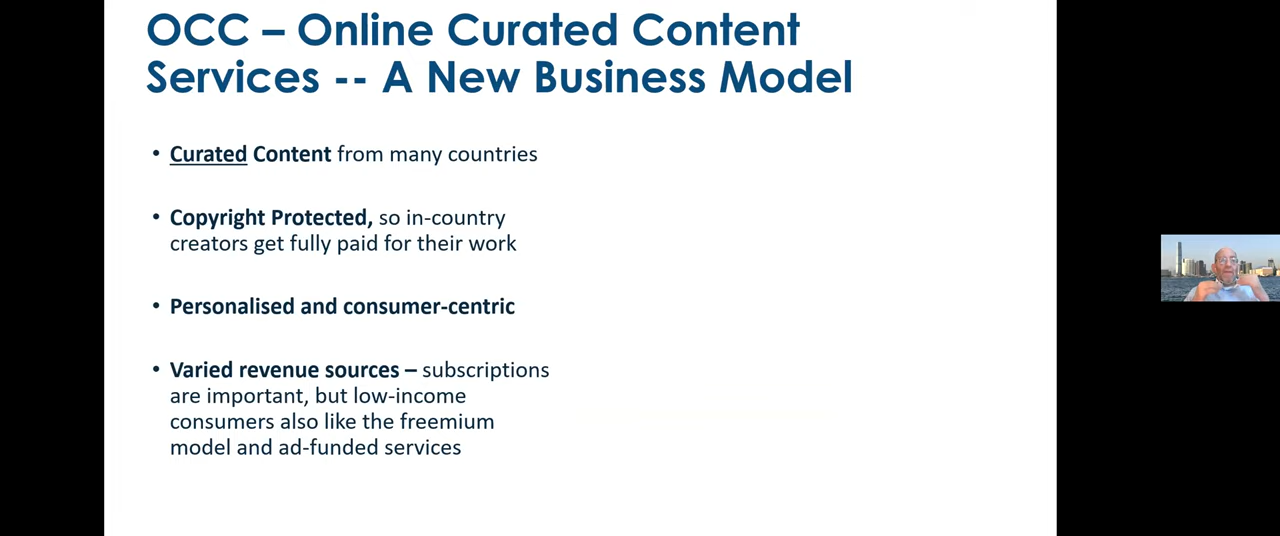 OCC – Online Curated Content
Services -- A New Business Model
• Curated Content from many countries
• Copyright Protected, so in-country
creators get fully paid for their work
• Personalised and consumer-centric
• Varied revenue sources – subscriptions
are important, but low-income
consumers also like the freemium
model and ad-funded services